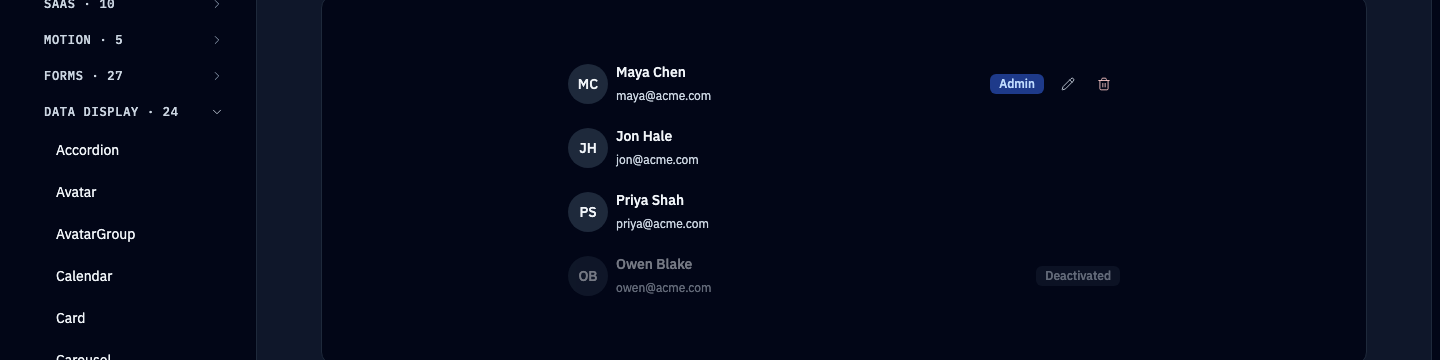 SAAS · 10
MOTION · 5
FORMS · 27
DATA DISPLAY · 24
Accordion
Avatar
AvatarGroup
Calendar
Card
Carousel
MC
Maya Chen
maya@acme.com
Admin
JH
Jon Hale
jon@acme.com
PS
Priya Shah
priya@acme.com
OB
Owen Blake
owen@acme.com
Deactivated